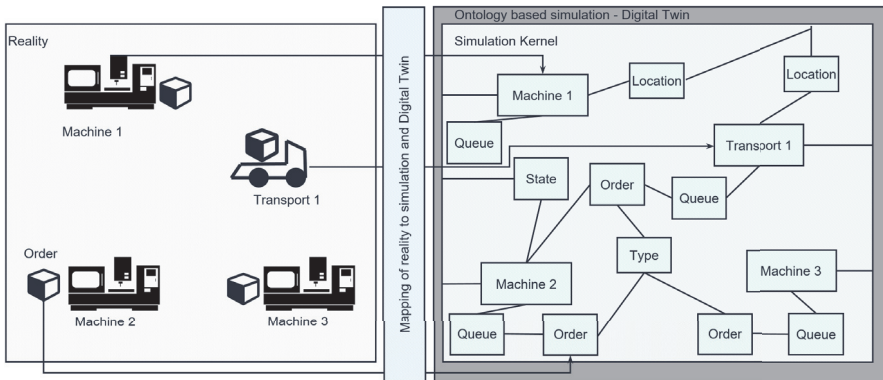 Ontology based simulation - Digital Twin
Reality
Simulation Kernel
Mapping of reality to simulation and Digital Twin
Machine 1
Transport 1
Order
Machine 2
Machine 3
Location
Location
Machine 1
Queue
Transport 1
State
Order
Queue
Type
Machine 2
Machine 3
Queue
Order
Order
Queue